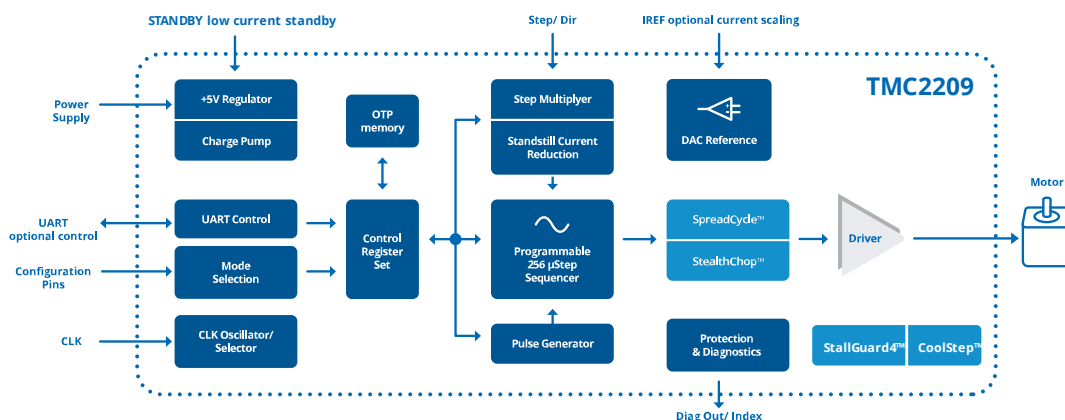 STANDBY low current standby
Step/ Dir
IREF optional current scaling
TMC2209
Power
Supply
+5V Regulator
Charge Pump
OTP
memory
Step Multiplyer
Standstill Current
Reduction
DAC Reference
Motor
UART
optional control
UART Control
Control
Register
Set
Programmable
256 µStep
Sequencer
SpreadCycle™
StealthChop™
Driver
Configuration
Pins
Mode
Selection
CLK
CLK Oscillator/
Selector
Pulse Generator
Protection
& Diagnostics
StallGuard4™
CoolStep™
Diag Out/ Index